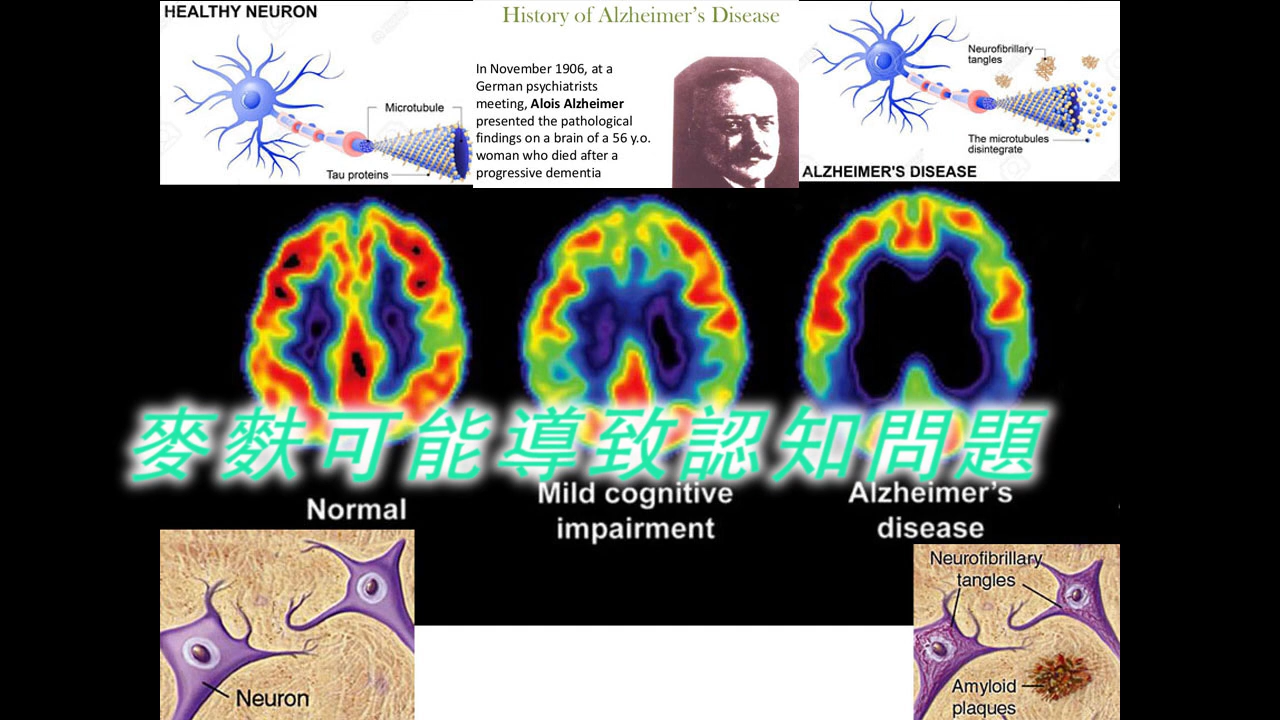 HEALTHY NEURON
Microtubule
Tau proteins
History of Alzheimer's Disease
In November 1906, at a
German psychiatrists
meeting, Alois Alzheimer
presented the pathological
findings on a brain of a 56 y.o.
woman who died after a
progressive dementia
Neurofibrillary
tangles
The microtubules
disintegrate
ALZHEIMER'S DISEASE
麥麩可能導致認知問題
Normal
Mild cognitive
impairment
Alzheimer's
disease
Neuron
Neurofibrillary
tangles
Amyloid
plaques